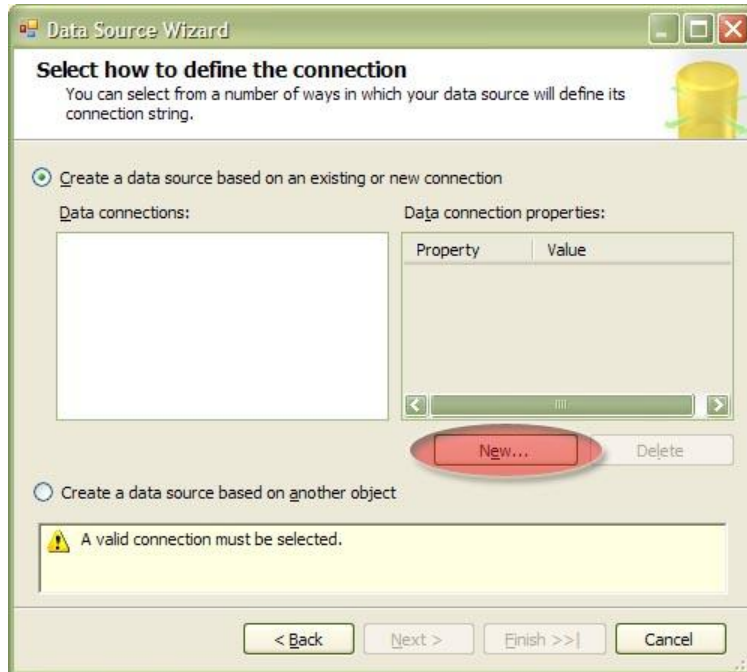 Data Source Wizard
Select how to define the connection
You can select from a number of ways in which your data source will define its
connection string.
Create a data source based on an existing or new connection
Data connections:
Data connection properties:
Property Value
New...
Delete
Create a data source based on another object
A valid connection must be selected.
< Back
Next >
Finish >>|
Cancel